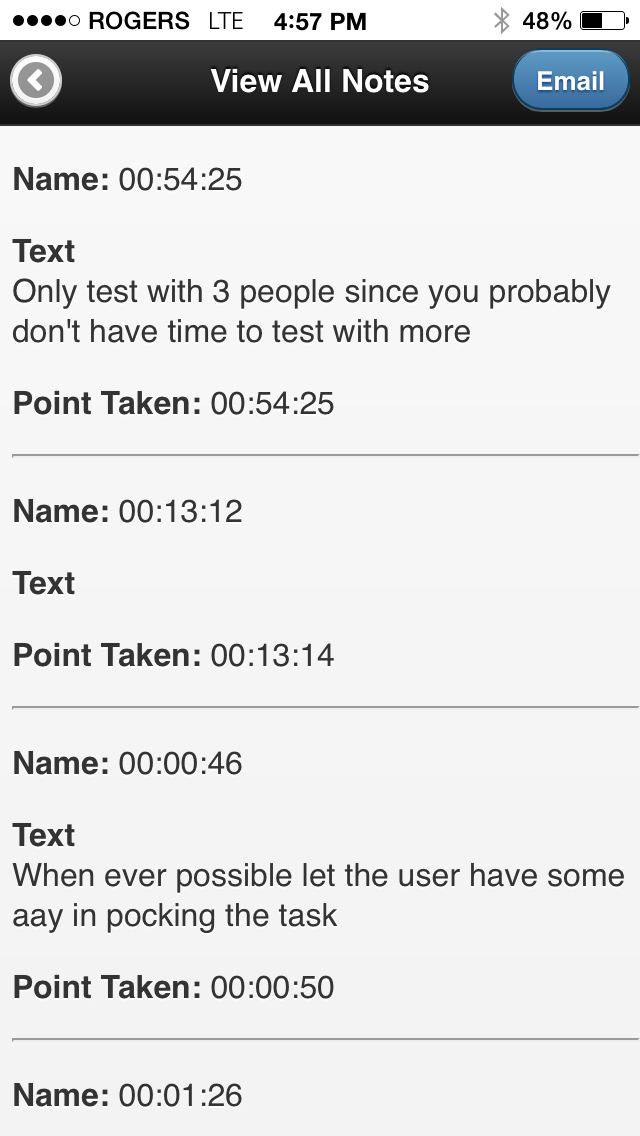 ROGERS LTE 4:57 PM 48%
View All Notes Email
Name: 00:54:25
Text
Only test with 3 people since you probably
don't have time to test with more
Point Taken: 00:54:25
Name: 00:13:12
Text
Point Taken: 00:13:14
Name: 00:00:46
Text
When ever possible let the user have some
aay in pocking the task
Point Taken: 00:00:50
Name: 00:01:26